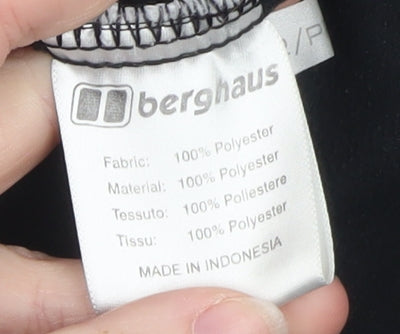 /P
berghaus
Fabric: 100% Polyester
Material: 100% Polyester
Tessuto: 100% Poliestere
Tissu: 100% Polyester
MADE IN INDONESIA